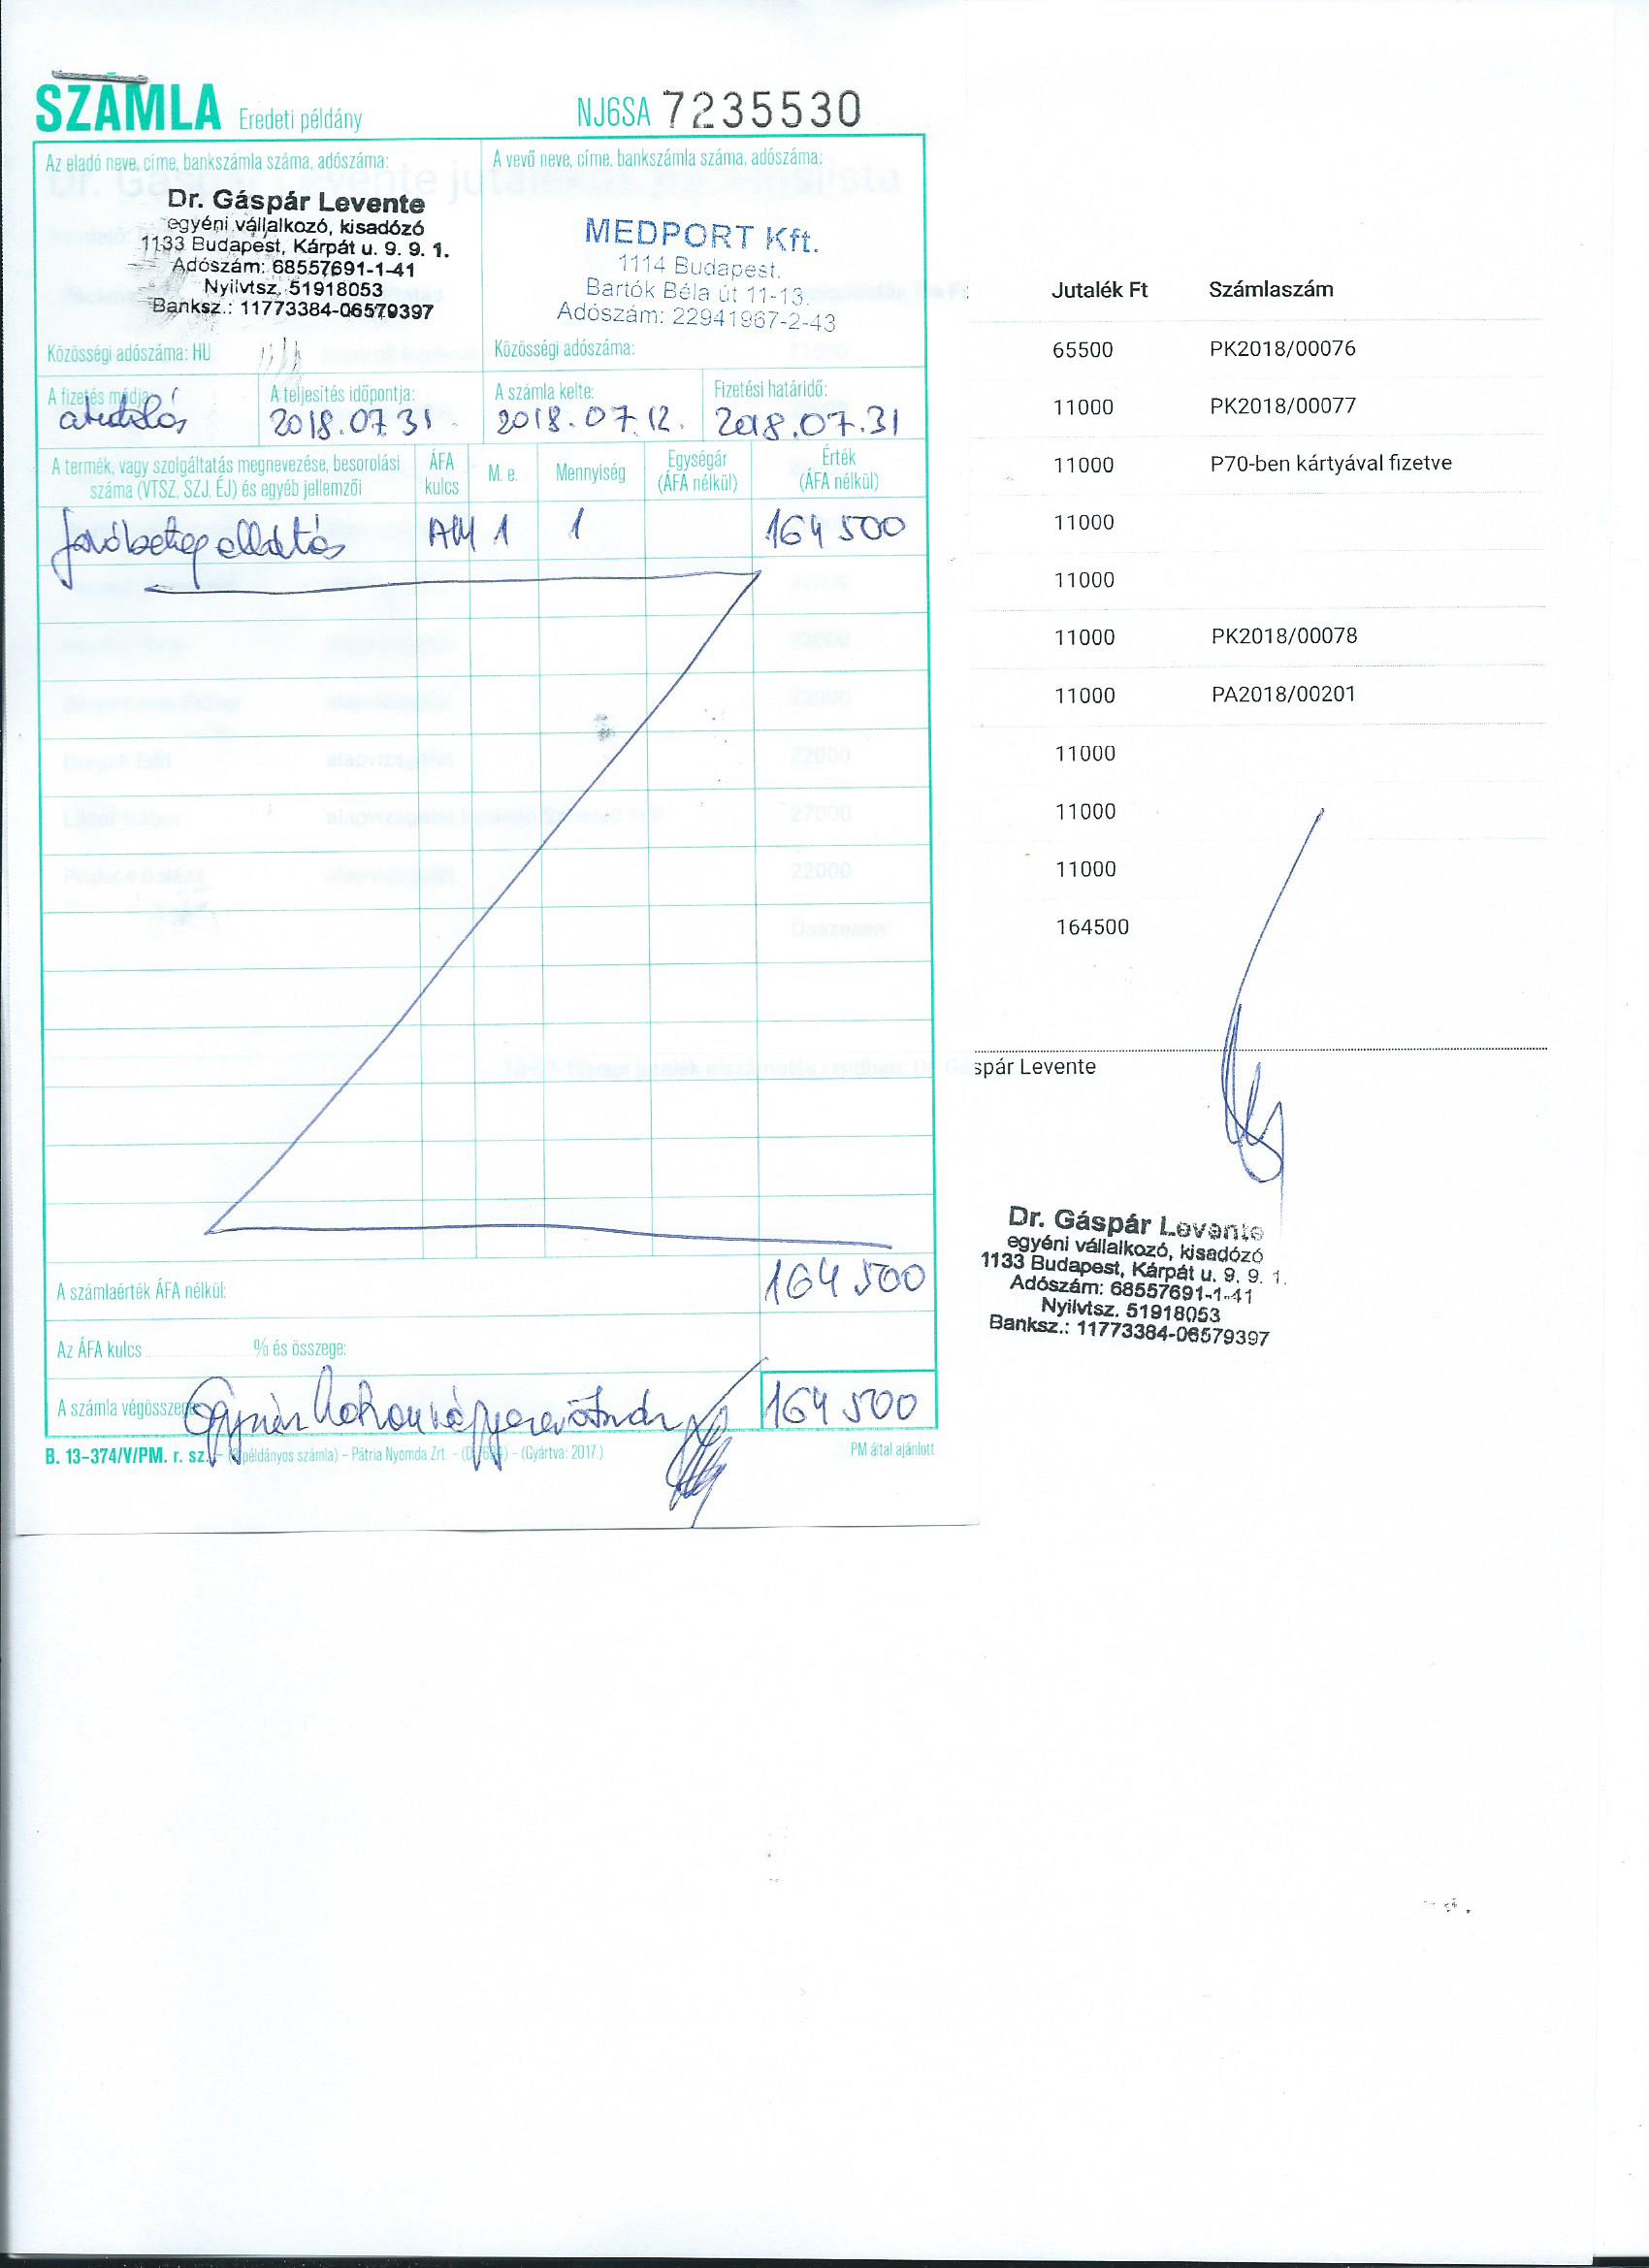 SZÁMLA Eredeti példány NJ6SA 7235530
Az eladó neve, címe, bankszámla száma, adószáma:
Dr. Gáspár Levente
egyéni vállalkozó, kisadózó
1133 Budapest, Kárpát u. 9. 9. 1.
Adószám: 68557691-1-41
Nyilvtsz. 51918053
Banksz.: 11773384-06579397
Közösségi adószáma: HU
A vevő neve, címe, bankszámla száma, adószáma:
MEDPORT Kft.
1114 Budapest,
Bartók Béla út 11-13.
Adószám: 22941967-2-43
Közösségi adószáma:
A fizetés módja:
átutalás
A teljesítés időpontja:
2018.07.31.
A számla kelte:
2018.07.12.
Fizetési határidő:
2018.07.31
A termék, vagy szolgáltatás megnevezése, besorolási
száma (VTSZ, SZJ, ÉJ) és egyéb jellemzői
ÁFA
kulcs
M. e.
Mennyiség
Egységár
(ÁFA nélkül)
Érték
(ÁFA nélkül)
Járóbeteg ellátás AM 1 1 164 500
A számlaérték ÁFA nélkül: 164 500
Az ÁFA kulcs % és összege:
A számla végösszege: 164 500
B. 13-374/V/PM. r. sz. példányos számla) – Pátria Nyomda Zrt. – – (Gyártva: 2017.)
PM által ajánlott
Jutalék Ft Számlaszám
65500 PK2018/00076
11000 PK2018/00077
11000 P70-ben kártyával fizetve
11000
11000
11000 PK2018/00078
11000 PA2018/00201
11000
11000
11000
164500
spár Levente
Dr. Gáspár Levente
egyéni vállalkozó, kisadózó
1133 Budapest, Kárpát u. 9. 9. 1.
Adószám: 68557691-1-41
Nyilvtsz. 51918053
Banksz.: 11773384-06579397